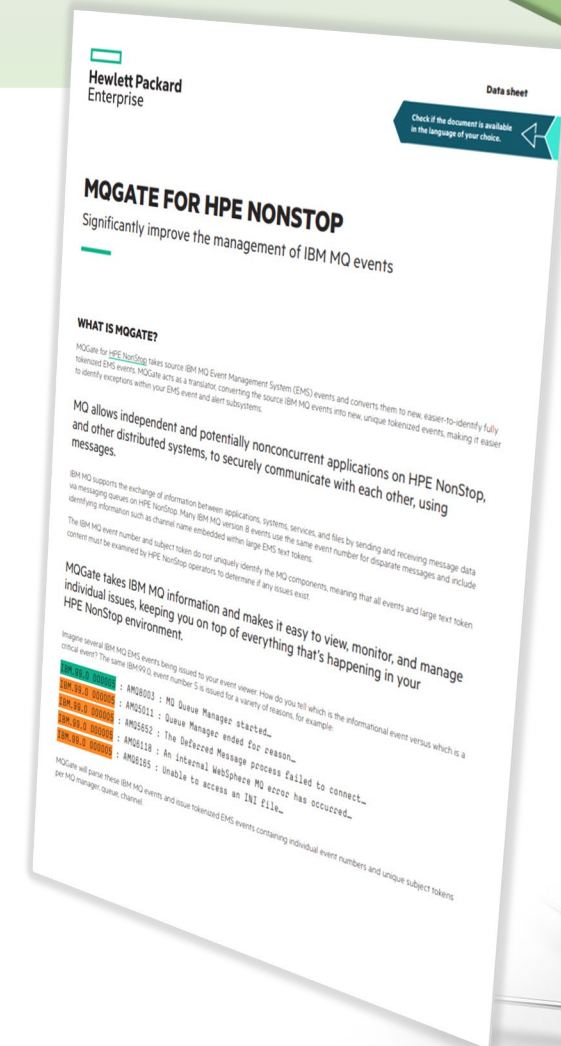 Hewlett Packard
Enterprise
Data sheet
Check if the document is available
in the language of your choice.
MQGATE FOR HPE NONSTOP
Significantly improve the management of IBM MQ events
WHAT IS MQGATE?
MQGate for HPE NonStop takes source IBM MQ Event Management System (EMS) events and converts them to new, easier-to-identify fully
tokenized EMS events. MQGate acts as a translator, converting the source IBM MQ events into new, unique tokenized events, making it easier
to identify exceptions within your EMS event and alert subsystems.
MQ allows independent and potentially nonconcurrent applications on HPE NonStop,
and other distributed systems, to securely communicate with each other, using
messages.
IBM MQ supports the exchange of information between applications, systems, services, and files by sending and receiving message data
via messaging queues on HPE NonStop. Many IBM MQ version 8 events use the same event number for disparate messages and include
identifying information such as channel name embedded within large EMS text tokens.
The IBM MQ event number and subject token do not uniquely identify the MQ components, meaning that all events and large text token
content must be examined by HPE NonStop operators to determine if any issues exist.
MQGate takes IBM MQ information and makes it easy to view, monitor, and manage
individual issues, keeping you on top of everything that's happening in your
HPE NonStop environment.
Imagine several IBM MQ EMS events being issued to your event viewer. How do you tell which is the informational event versus which is a
critical event? The same IBM.99.0, event number 5 is issued for a variety of reasons, for example:
IBM.99.0 000005 : AMQ8003 : MQ Queue Manager started…
IBM.99.0 000005 : AMQ5011 : Queue Manager ended for reason…
IBM.99.0 000005 : AMQ5652 : The Deferred Message process failed to connect…
IBM.99.0 000005 : AMQ6118 : An internal WebSphere MQ error has occurred…
IBM.99.0 000005 : AMQ6165 : Unable to access an INI file…
MQGate will parse these IBM MQ events and issue tokenized EMS events containing individual event numbers and unique subject tokens
per MQ manager, queue, channel.